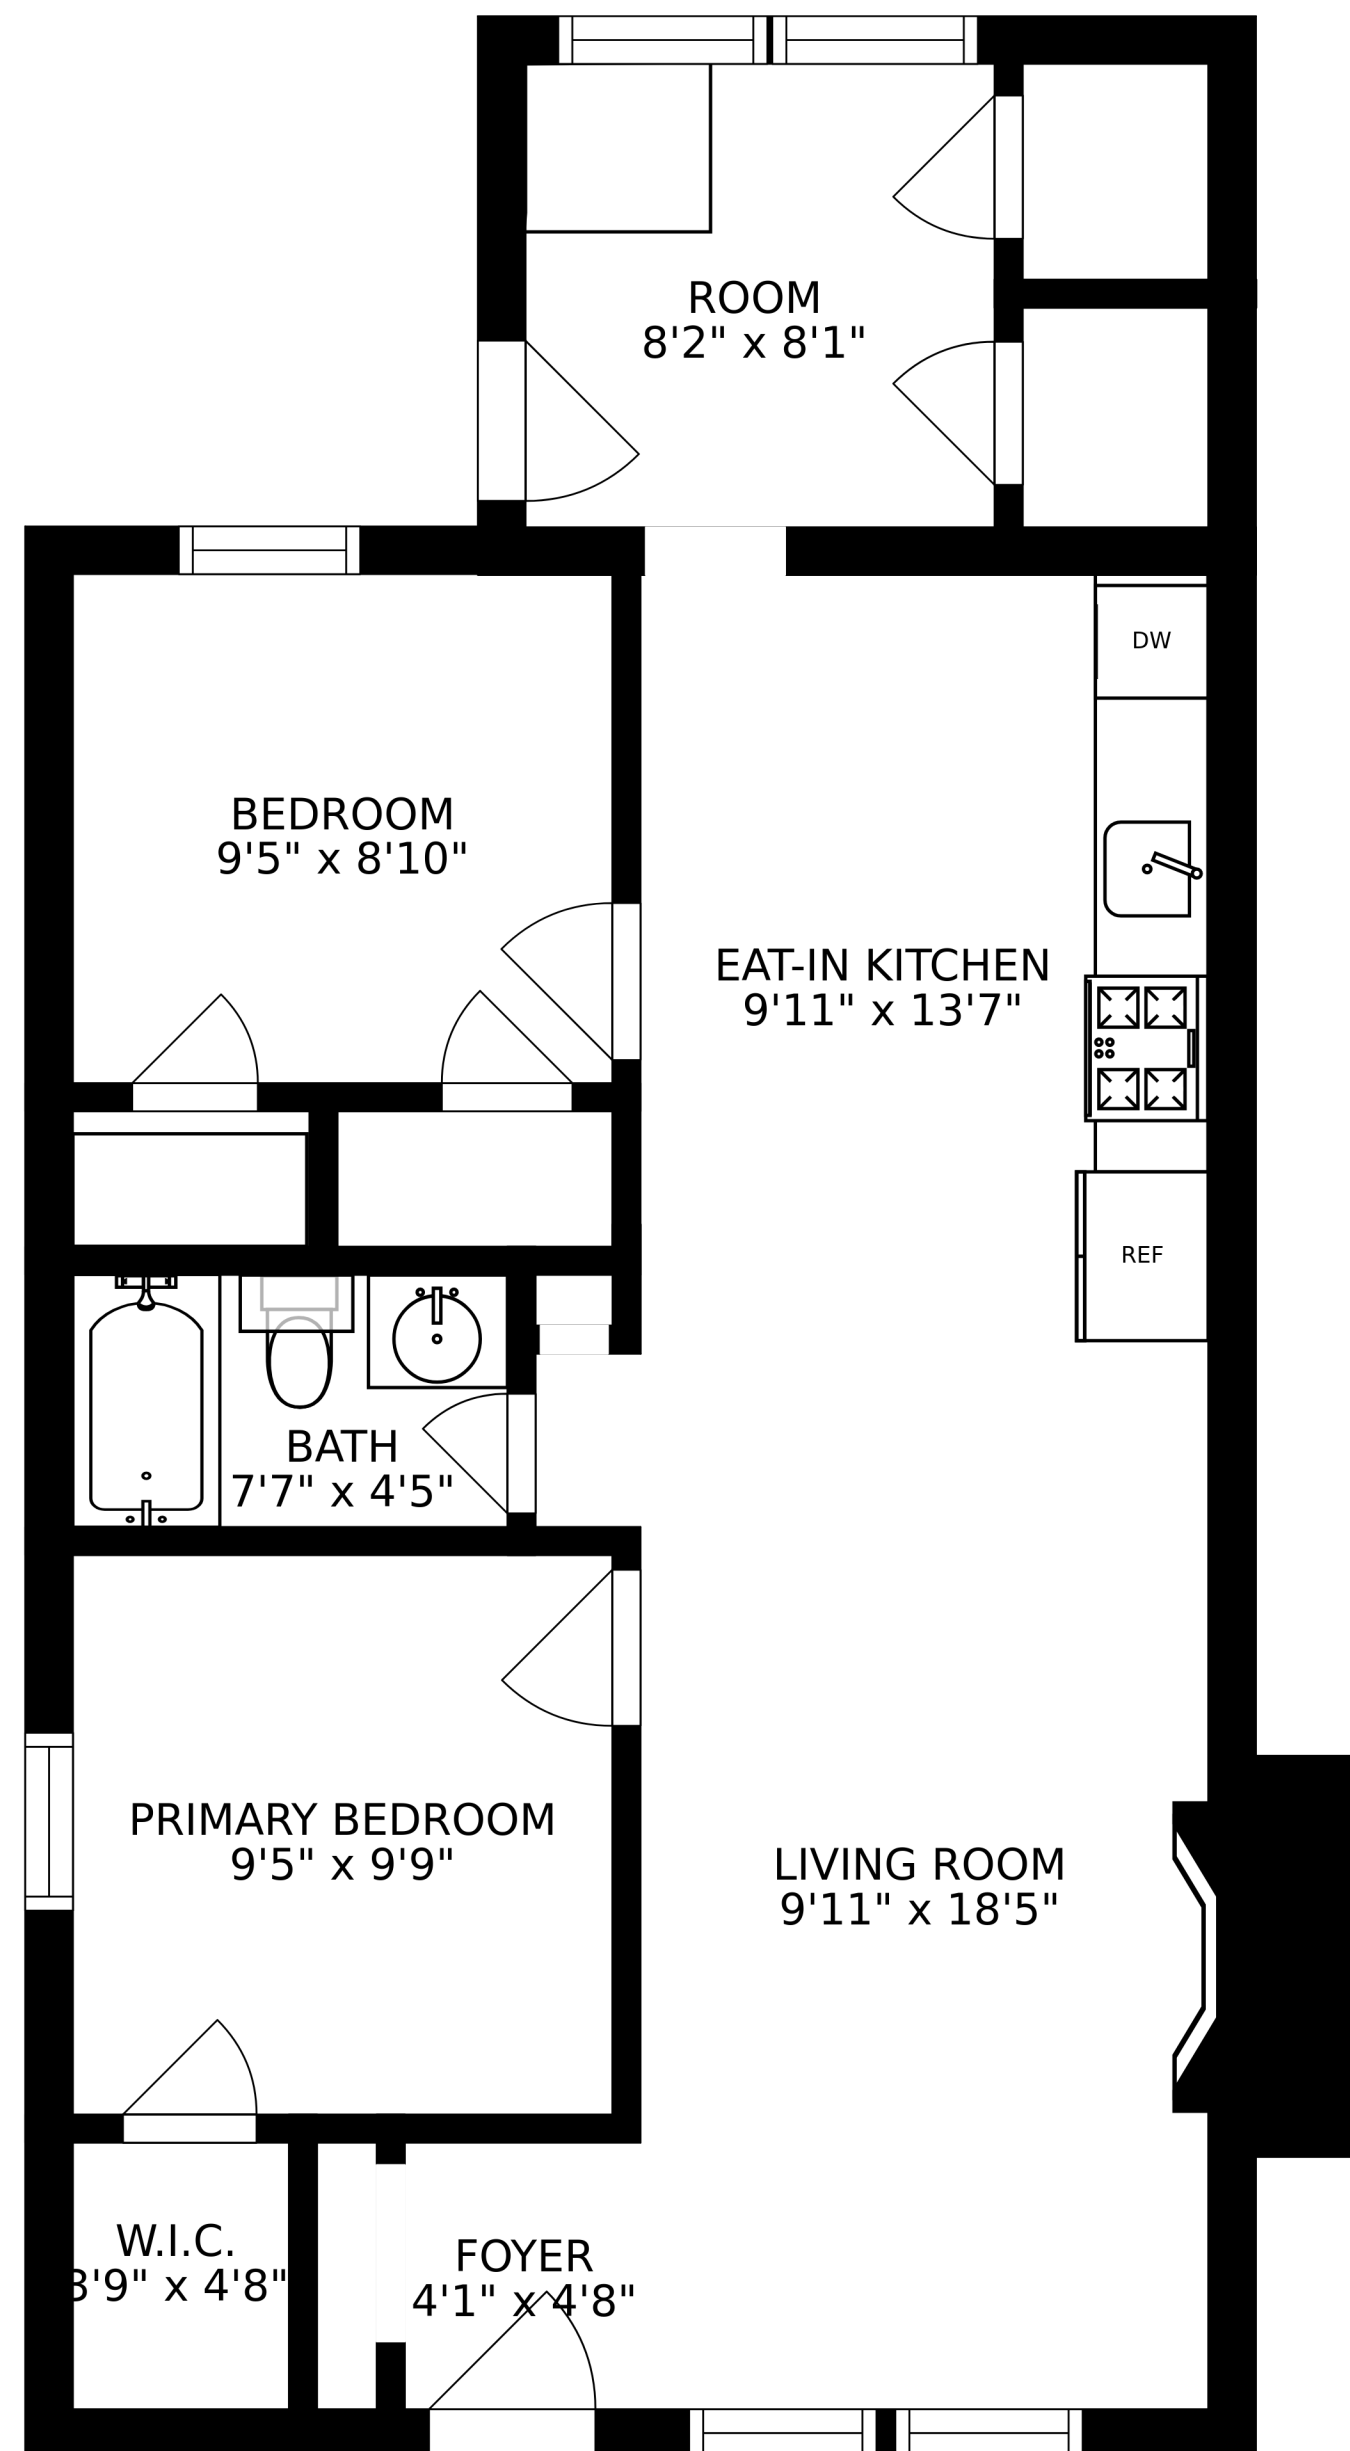 ROOM
8'2" x 8'1"
DW
BEDROOM
9'5" x 8'10"
EAT-IN KITCHEN
9'11" x 13'7"
REF
BATH
7'7" x 4'5"
PRIMARY BEDROOM
9'5" x 9'9"
LIVING ROOM
9'11" x 18'5"
W.I.C.
3'9" x 4'8"
FOYER
4'1" x 4'8"